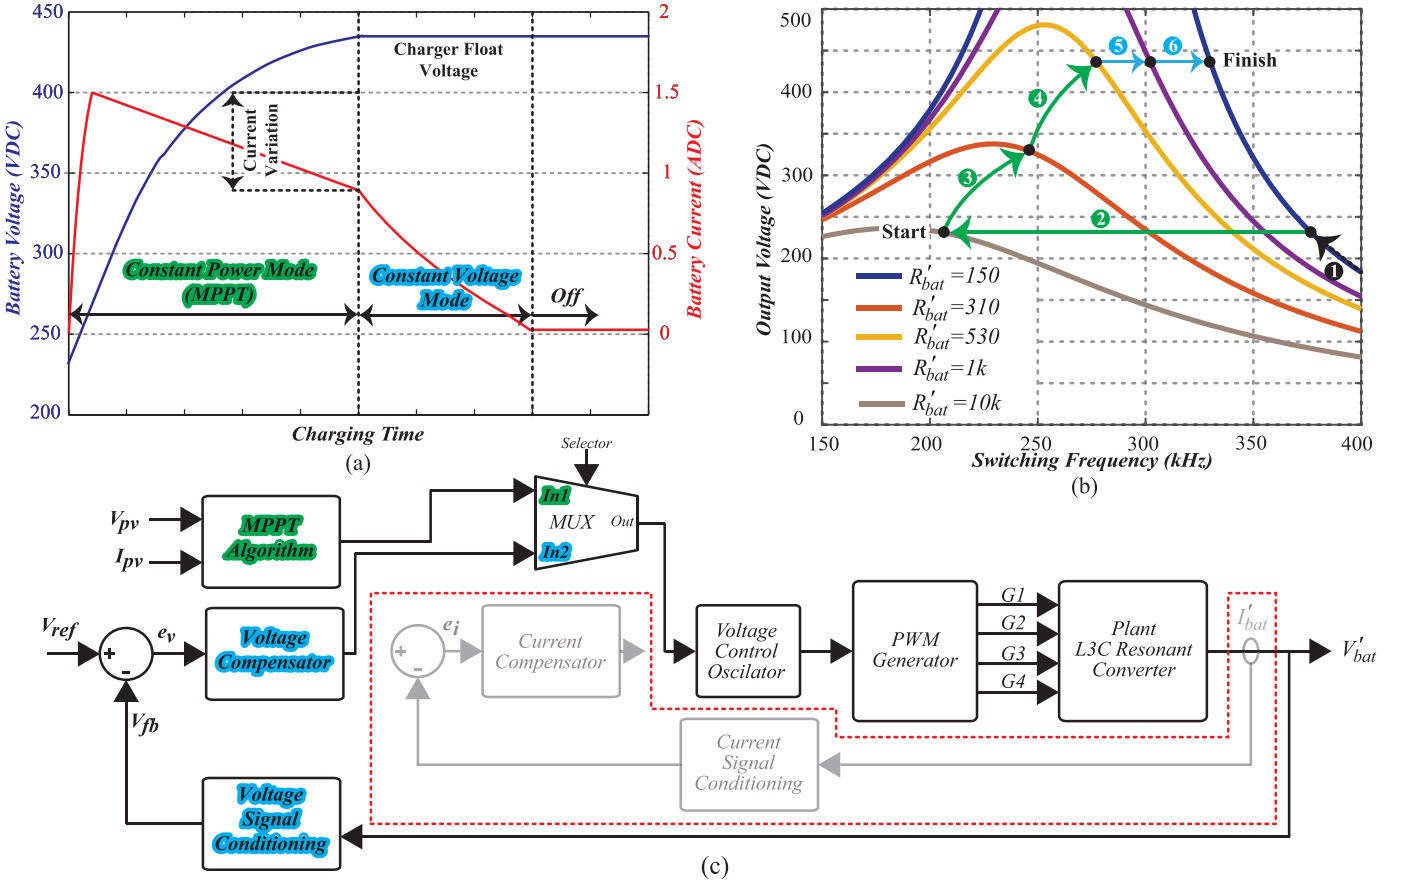 450
400
350
300
250
200
Battery Voltage (VDC)
2
1.5
1
0.5
0
Battery Current (ADC)
Charger Float
Voltage
Current
Variation
Constant Power Mode
(MPPT)
Constant Voltage
Mode
Off
Charging Time
(a)
500
400
300
200
100
0
Output Voltage (VDC)
150
200
250
300
350
400
Switching Frequency (kHz)
Start
Finish
1
2
3
4
5
6
R'bat=150
R'bat=310
R'bat=530
R'bat=1k
R'bat=10k
(b)
Selector
Vpv
Ipv
MPPT
Algorithm
In1
MUX
Out
In2
Vref
+
-
ev
Voltage
Compensator
Vfb
Voltage
Signal
Conditioning
+
-
ei
Current
Compensator
Current
Signal
Conditioning
Voltage
Control
Oscilator
PWM
Generator
G1
G2
G3
G4
Plant
L3C Resonant
Converter
I'bat
V'bat
(c)